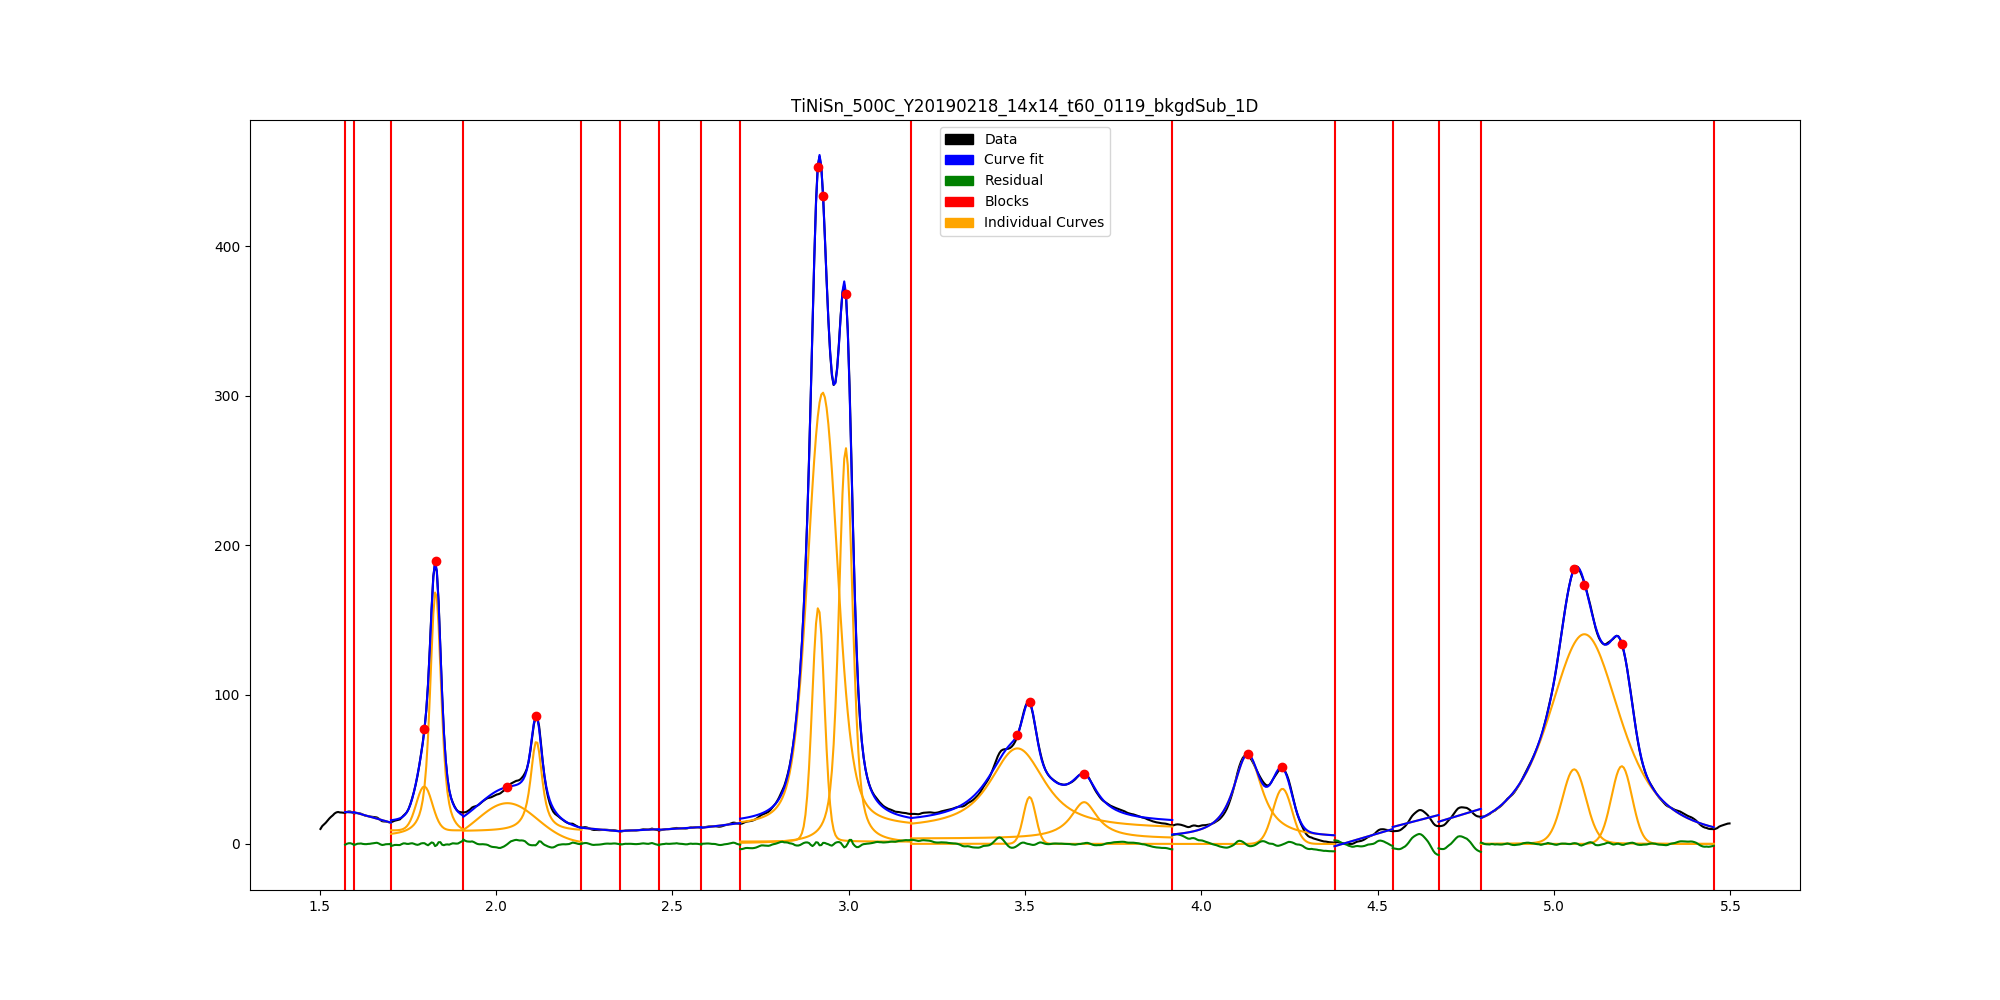 TiNiSn_500C_Y20190218_14x14_t60_0119_bkgdSub_1D
Data
Curve fit
Residual
Blocks
Individual Curves
400
300
200
100
0
1.5 2.0 2.5 3.0 3.5 4.0 4.5 5.0 5.5